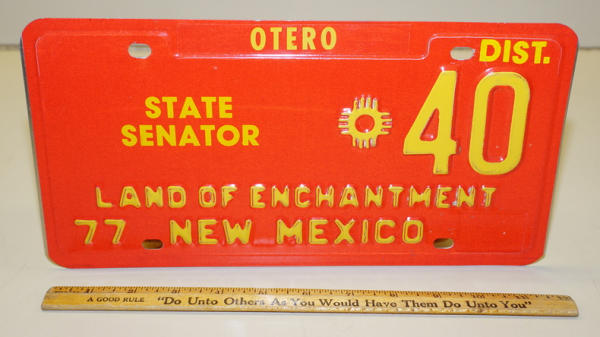 OTERO
DIST.
STATE
SENATOR
40
LAND OF ENCHANTMENT
77 NEW MEXICO
A GOOD RULE "Do Unto Others As You Would Have Them Do Unto You"